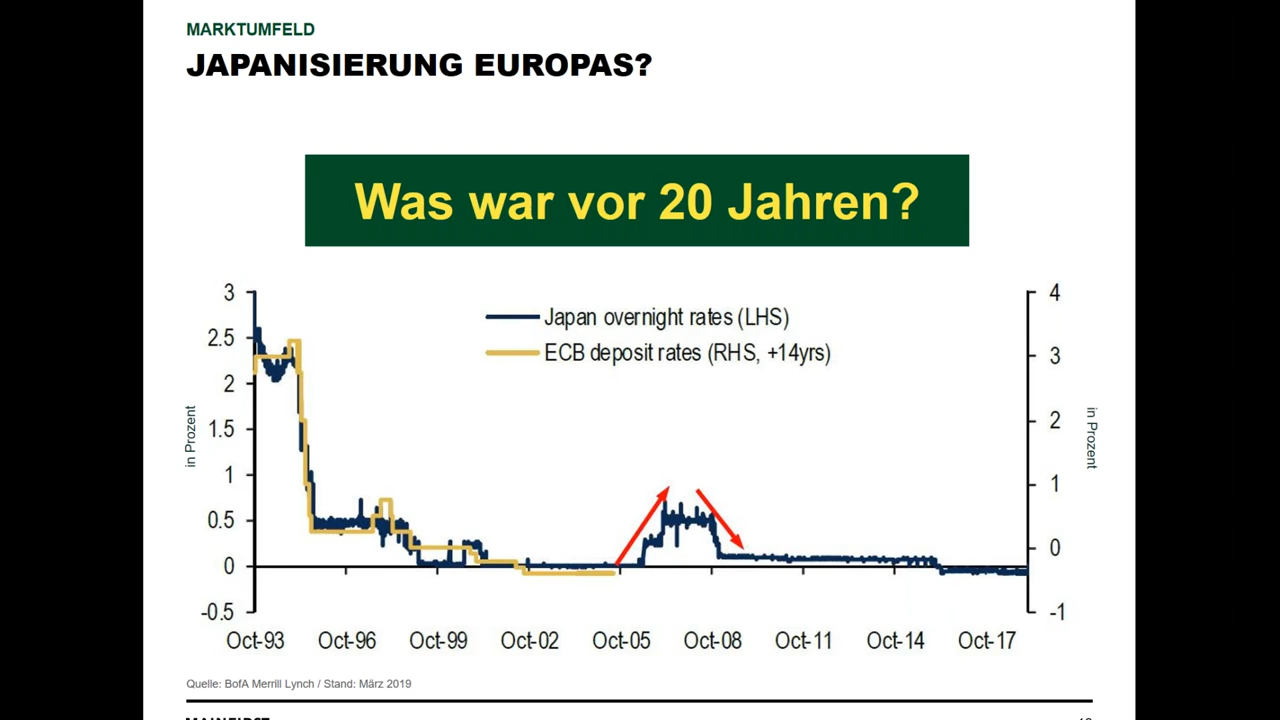 MARKTUMFELD
JAPANISIERUNG EUROPAS?
Was war vor 20 Jahren?
Japan overnight rates (LHS)
ECB deposit rates (RHS, +14yrs)
3
2.5
2
1.5
1
0.5
0
-0.5
in Prozent
4
3
2
1
0
-1
in Prozent
Oct-93 Oct-96 Oct-99 Oct-02 Oct-05 Oct-08 Oct-11 Oct-14 Oct-17
Quelle: BofA Merrill Lynch / Stand: März 2019
MAINFIRST